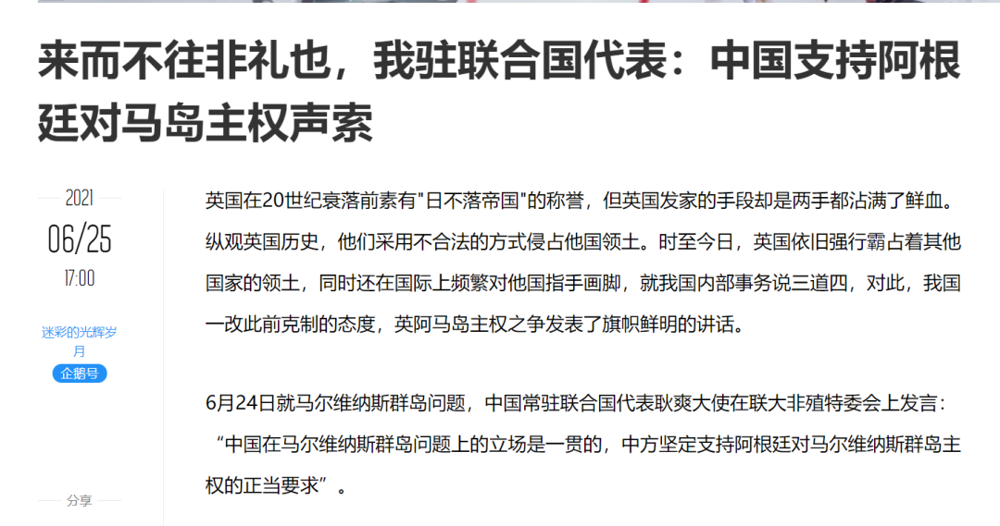 来而不往非礼也，我驻联合国代表：中国支持阿根
廷对马岛主权声索
2021
06/25
17:00
迷彩的光辉岁
月
企鹅号
分享
英国在20世纪衰落前素有"日不落帝国"的称誉，但英国发家的手段却是两手都沾满了鲜血。
纵观英国历史，他们采用不合法的方式侵占他国领土。时至今日，英国依旧强行霸占着其他
国家的领土，同时还在国际上频繁对他国指手画脚，就我国内部事务说三道四，对此，我国
一改此前克制的态度，英阿马岛主权之争发表了旗帜鲜明的讲话。
6月24日就马尔维纳斯群岛问题，中国常驻联合国代表耿爽大使在联大非殖特委会上发言：
“中国在马尔维纳斯群岛问题上的立场是一贯的，中方坚定支持阿根廷对马尔维纳斯群岛主
权的正当要求”。